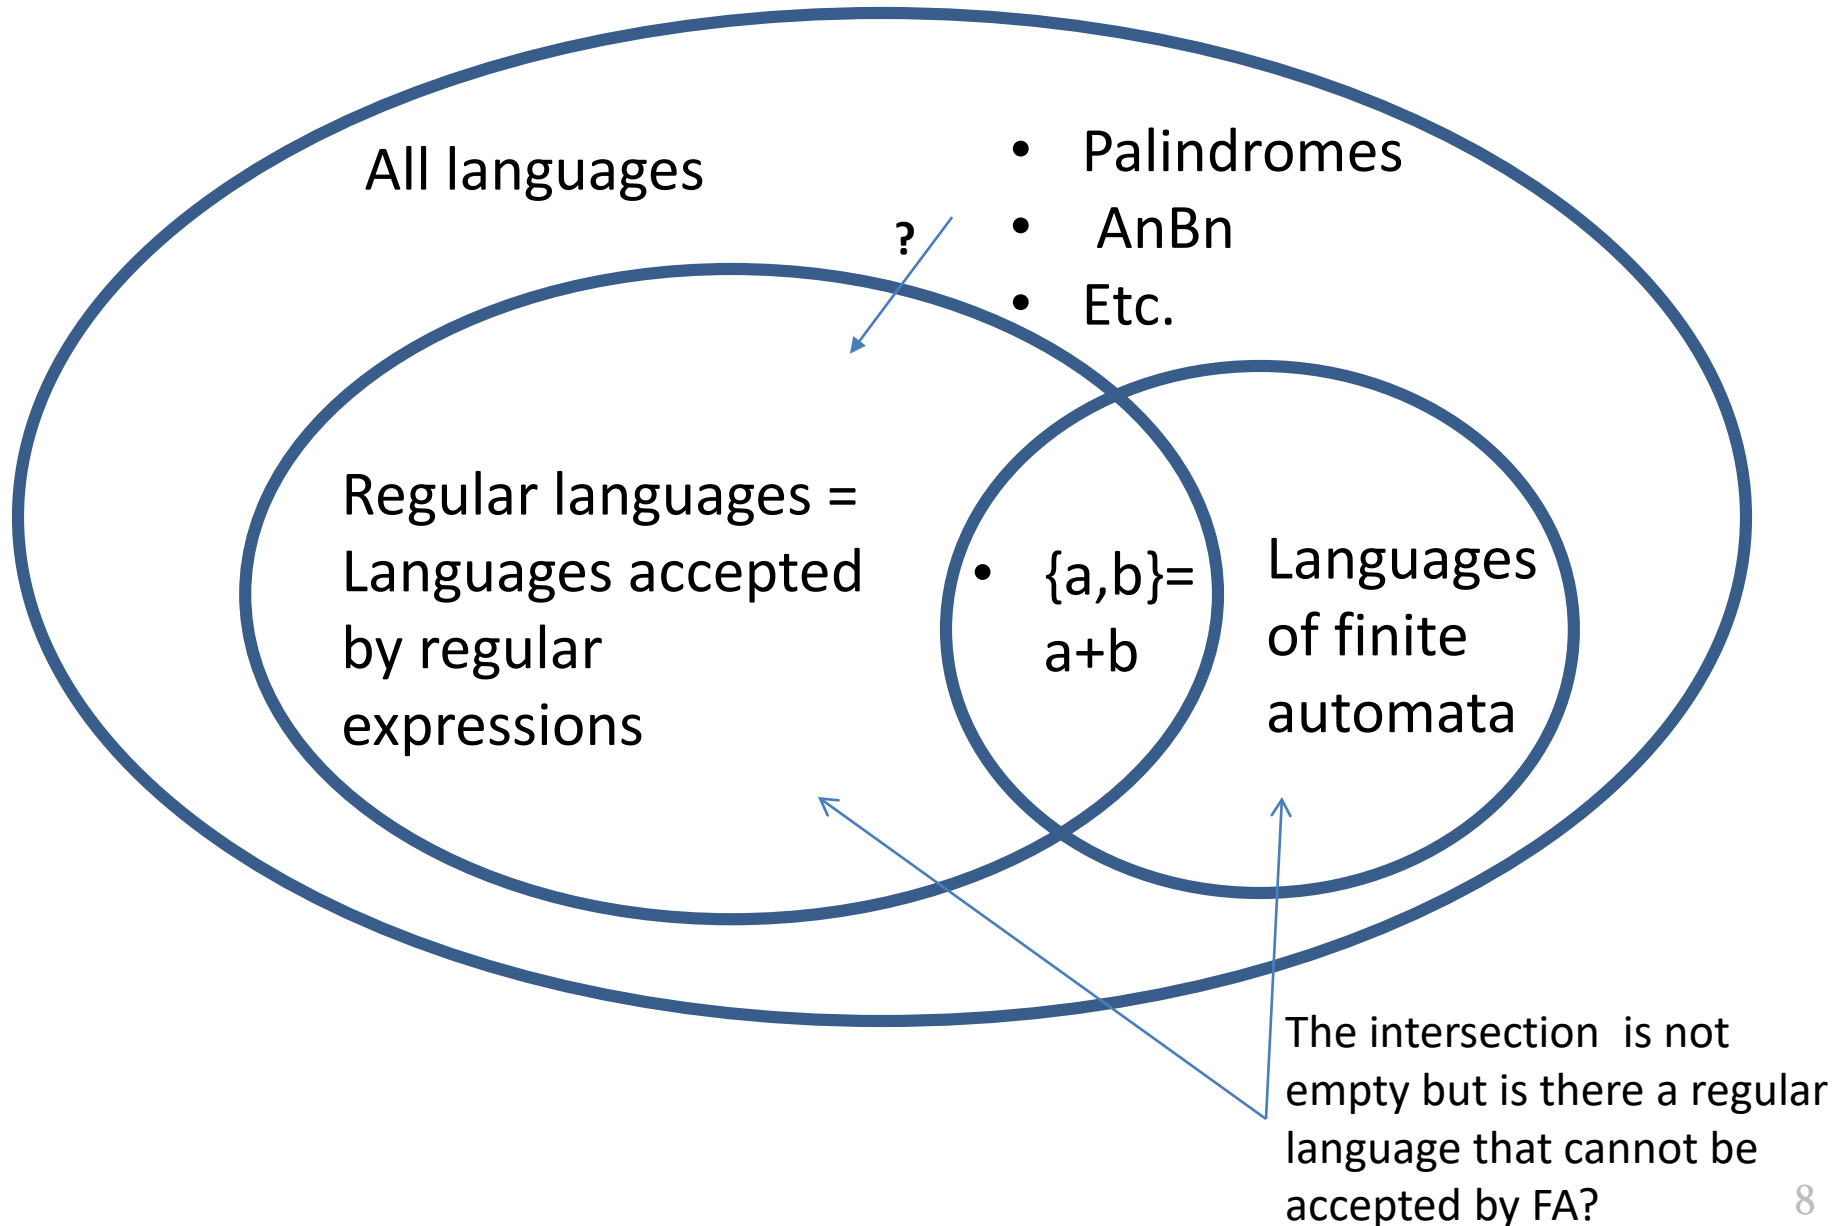 All languages
• Palindromes
?
• AnBn
• Etc.
Regular languages =
Languages accepted
by regular
expressions
• {a,b}=
a+b
Languages
of finite
automata
The intersection is not
empty but is there a regular
language that cannot be
accepted by FA?
8